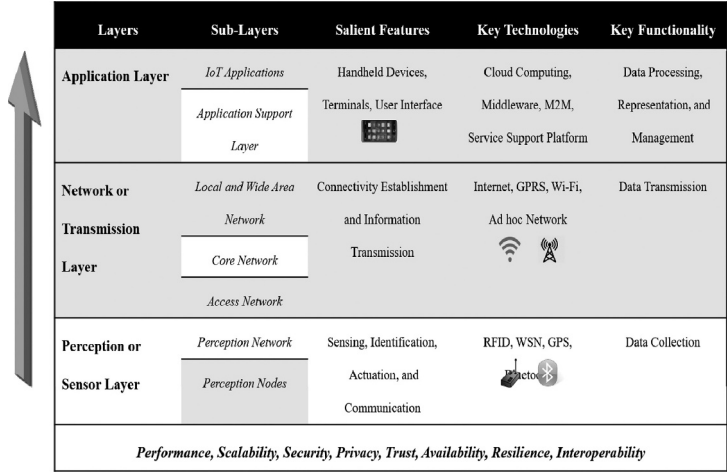 Layers Sub-Layers Salient Features Key Technologies Key Functionality
Application Layer
IoT Applications
Application Support
Layer
Handheld Devices,
Terminals, User Interface
Cloud Computing,
Middleware, M2M,
Service Support Platform
Data Processing,
Representation, and
Management
Network or
Transmission
Layer
Local and Wide Area
Network
Core Network
Access Network
Connectivity Establishment
and Information
Transmission
Internet, GPRS, Wi-Fi,
Ad hoc Network
Data Transmission
Perception or
Sensor Layer
Perception Network
Perception Nodes
Sensing, Identification,
Actuation, and
Communication
RFID, WSN, GPS,
Data Collection
Performance, Scalability, Security, Privacy, Trust, Availability, Resilience, Interoperability